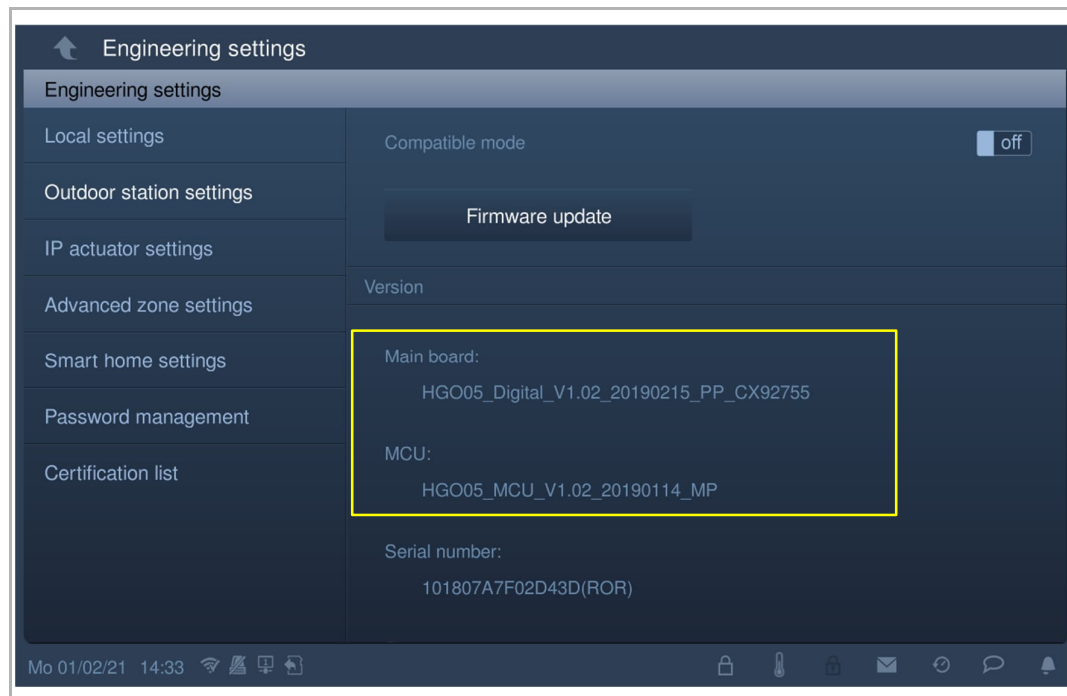 Engineering settings
Engineering settings
Local settings
Outdoor station settings
IP actuator settings
Advanced zone settings
Smart home settings
Password management
Certification list
Compatible mode
off
Firmware update
Version
Main board:
HGO05_Digital_V1.02_20190215_PP_CX92755
MCU:
HGO05_MCU_V1.02_20190114_MP
Serial number:
101807A7F02D43D(ROR)
Mo 01/02/21 14:33